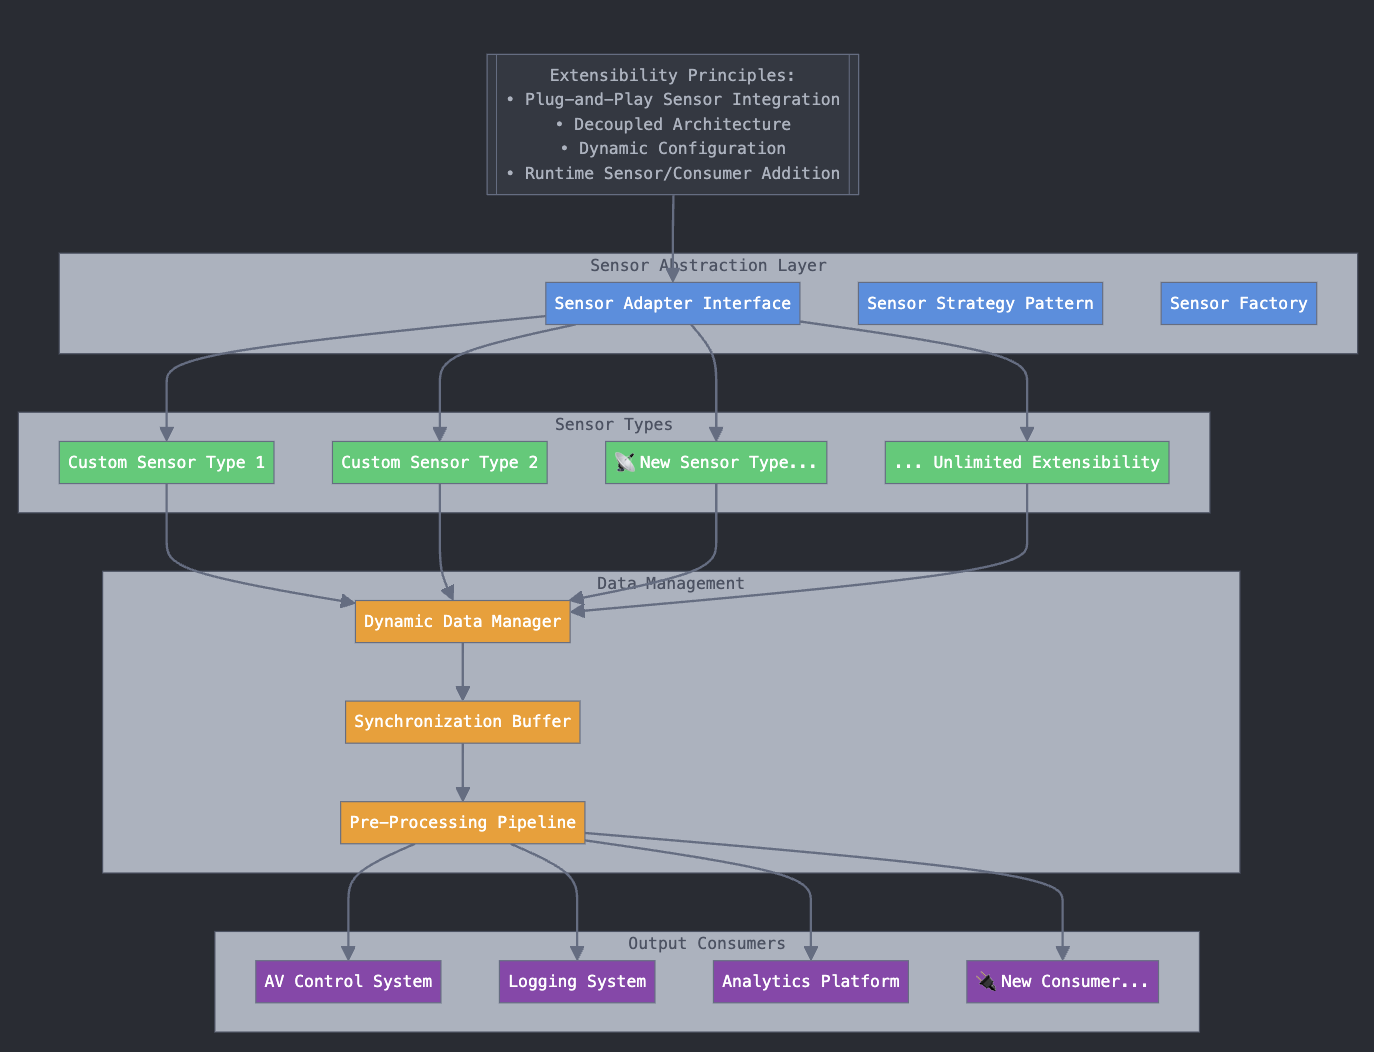 Extensibility Principles:
• Plug-and-Play Sensor Integration
• Decoupled Architecture
• Dynamic Configuration
• Runtime Sensor/Consumer Addition
Sensor Abstraction Layer
Sensor Adapter Interface
Sensor Strategy Pattern
Sensor Factory
Sensor Types
Custom Sensor Type 1
Custom Sensor Type 2
📡 New Sensor Type...
... Unlimited Extensibility
Data Management
Dynamic Data Manager
Synchronization Buffer
Pre-Processing Pipeline
Output Consumers
AV Control System
Logging System
Analytics Platform
🔌 New Consumer...